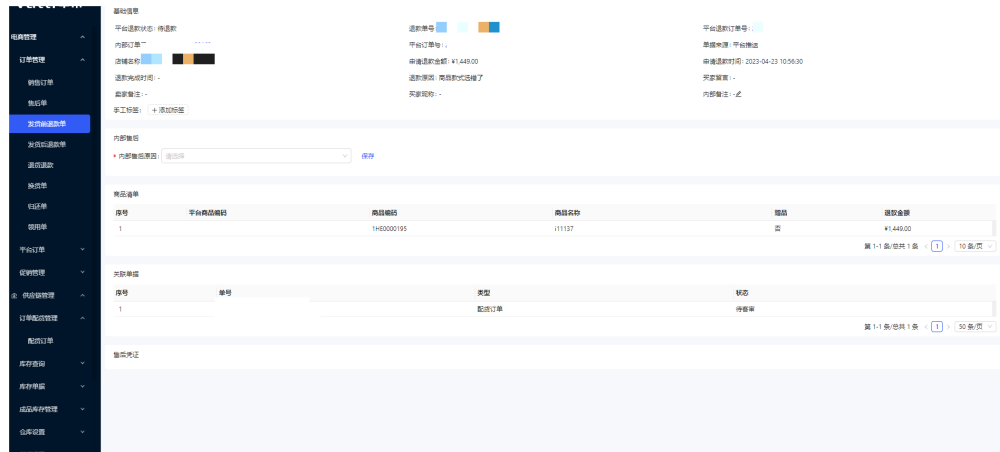 电商管理
订单管理
销售订单
售后单
发货前退款单
发货后退款单
退货退款
换货单
归还单
领用单
平台订单
促销管理
供应链管理
订单配货管理
配货订单
库存查询
库存单据
成品库存管理
仓库设置
基础信息
平台退款状态: 待退款 退款单号: 平台退款订单号:
内部订单 平台订单号: 单据来源: 平台推送
店铺名称 申请退款金额: ¥1,449.00 申请退款时间: 2023-04-23 10:56:30
退款完成时间: - 退款原因: 商品款式选错了 买家留言: -
卖家备注: - 买家昵称: - 内部备注: -
手工标签: + 添加标签
内部售后
* 内部售后原因: 请选择 保存
商品清单
序号 平台商品编码 商品编码 商品名称 赠品 退款金额
1 1HE0000195 i11137 否 ¥1,449.00
第 1-1 条/总共 1 条 < 1 > 10 条/页
关联单据
序号 单号 类型 状态
1 配货订单 待客审
第 1-1 条/总共 1 条 < 1 > 50 条/页
售后凭证